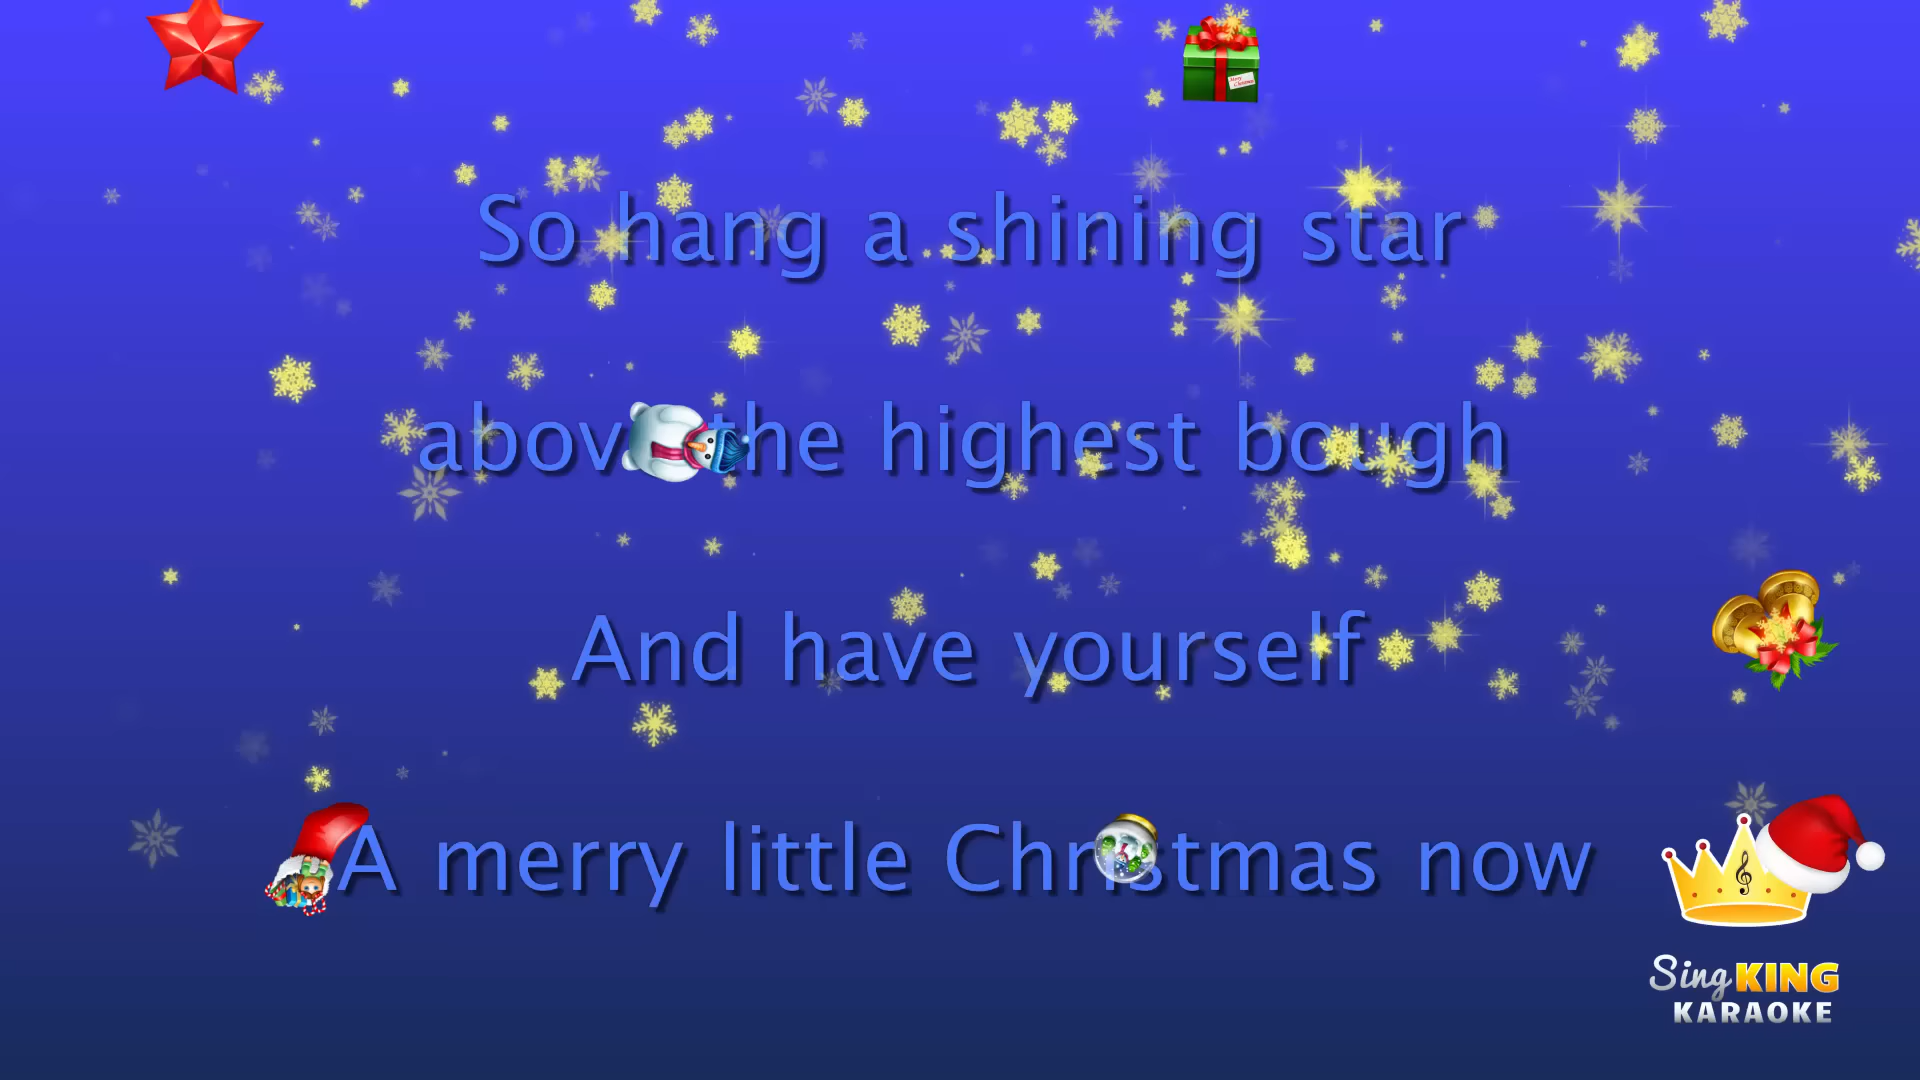 So hang a shining star
above the highest bough
And have yourself
A merry little Christmas now
Sing KING
KARAOKE